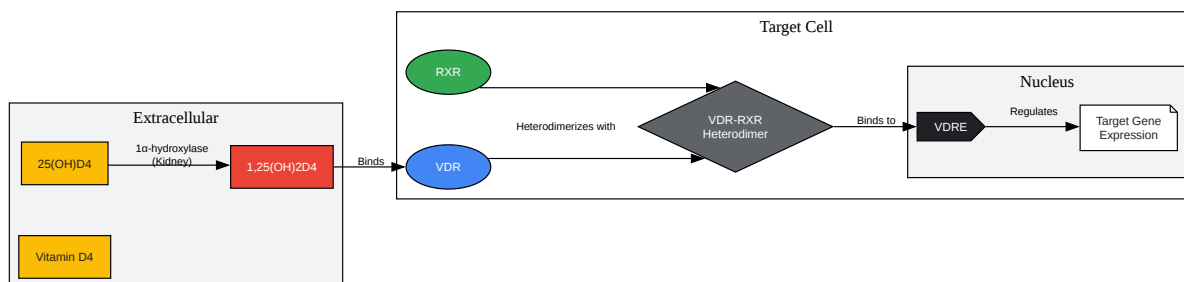 Extracellular
25(OH)D4
1α-hydroxylase
(Kidney)
1,25(OH)2D4
Vitamin D4
Binds
Target Cell
RXR
VDR
Heterodimerizes with
VDR-RXR
Heterodimer
Binds to
Nucleus
VDRE
Regulates
Target Gene
Expression